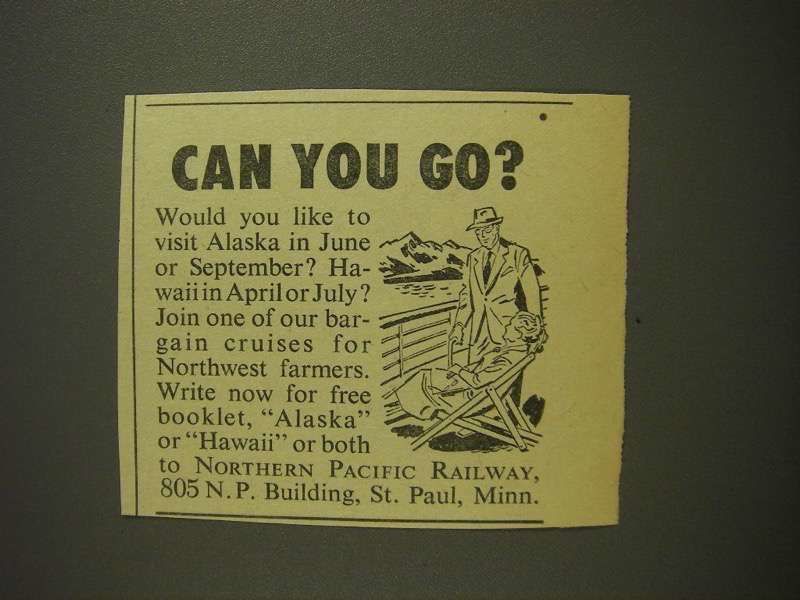 CAN YOU GO?
Would you like to
visit Alaska in June
or September? Ha-
waii in April or July?
Join one of our bar-
gain cruises for
Northwest farmers.
Write now for free
booklet, “Alaska”
or “Hawaii” or both
to NORTHERN PACIFIC RAILWAY,
805 N.P. Building, St. Paul, Minn.